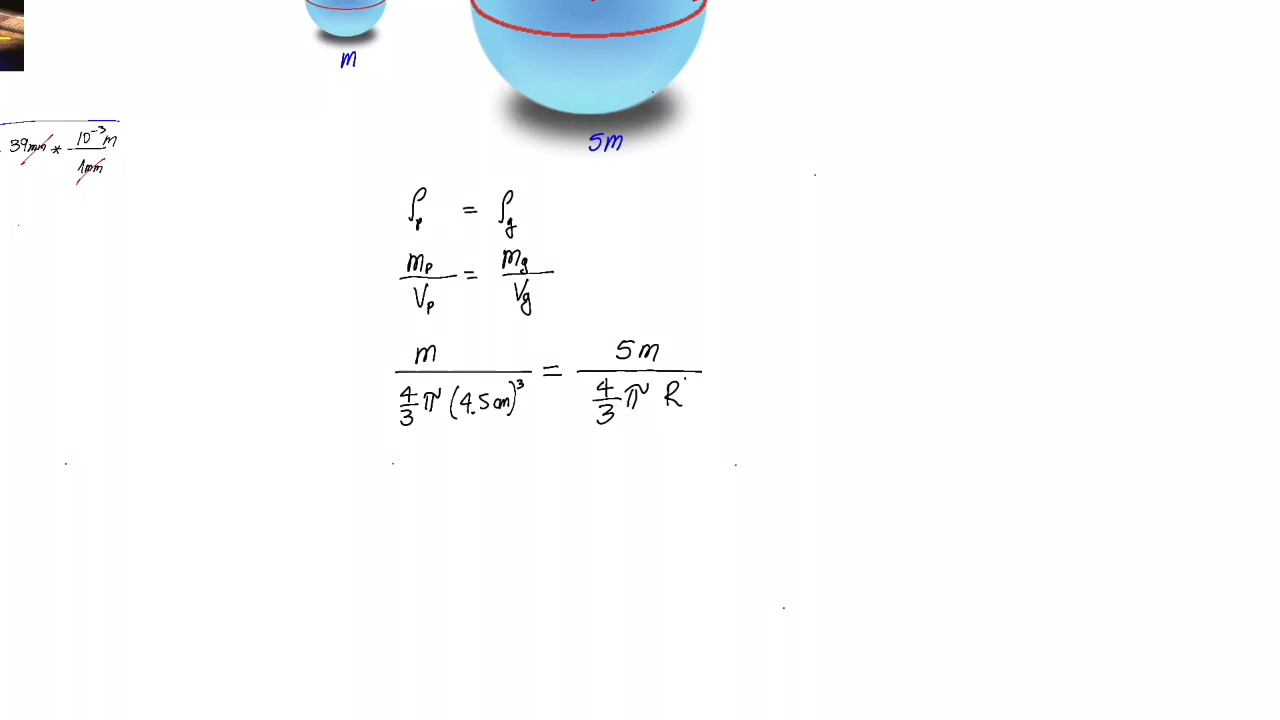 m
5m
39mm * 10⁻³m / 1mm
ρp = ρg
mp / Vp = mg / Vg
m / (4/3 π (4.5cm)³) = 5m / (4/3 π R)